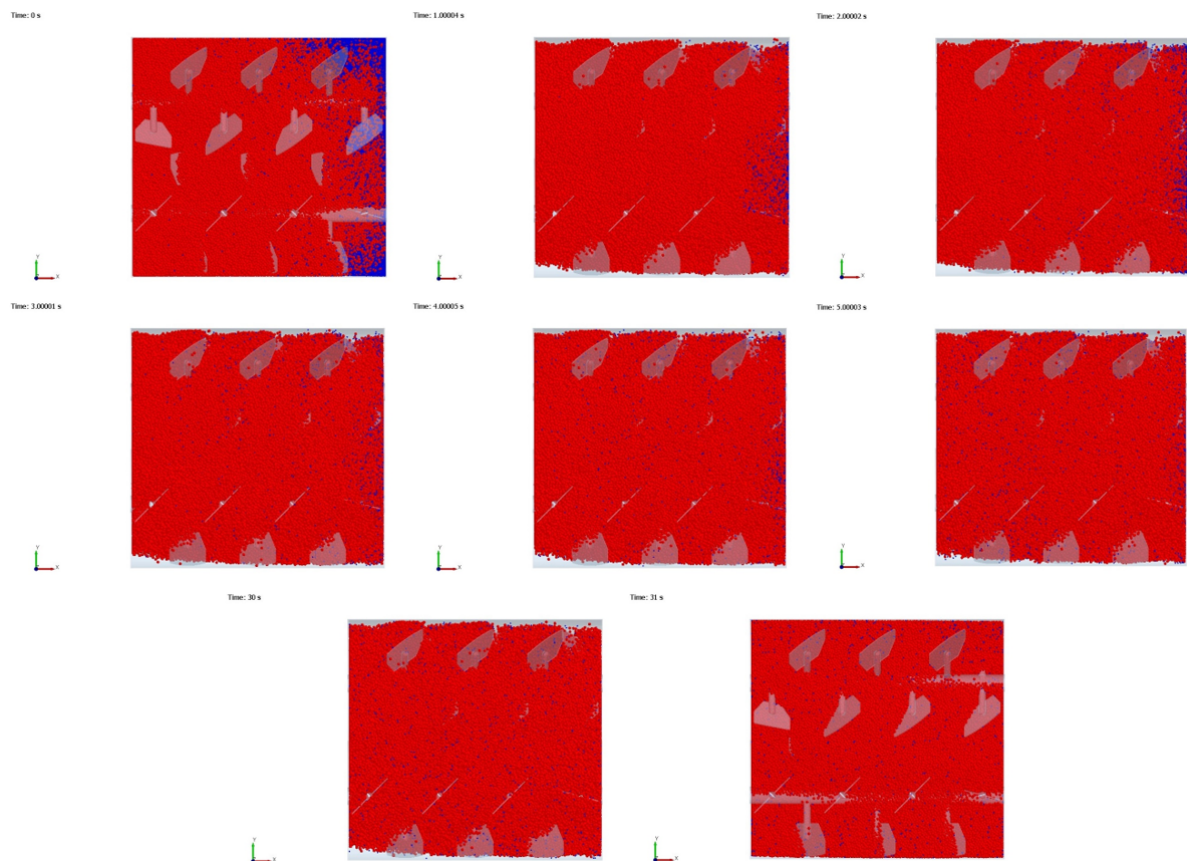 Time: 0 s
Time: 1.00004 s
Time: 2.00002 s
Y
X
Y
X
Y
X
Time: 3.00001 s
Time: 4.00005 s
Time: 5.00003 s
Y
X
Y
X
Y
X
Time: 30 s
Time: 31 s
Y
X
Y
X